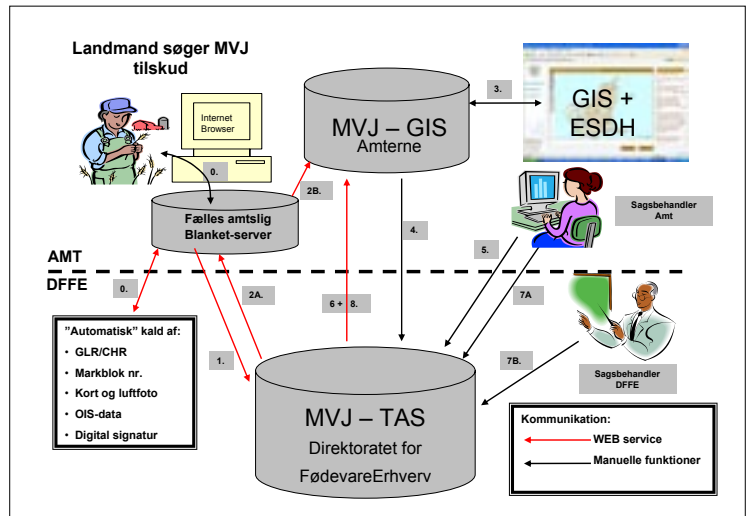 Landmand søger MVJ
tilskud
Internet
Browser
0.
MVJ – GIS
Amterne
3.
GIS +
ESDH
2B.
Fælles amtslig
Blanket-server
4.
Sagsbehandler
Amt
5.
AMT
DFFE
0.
2A.
6 + 8.
7A
1.
7B.
Sagsbehandler
DFFE
”Automatisk” kald af:
• GLR/CHR
• Markblok nr.
• Kort og luftfoto
• OIS-data
• Digital signatur
MVJ – TAS
Direktoratet for
FødevareErhverv
Kommunikation:
WEB service
Manuelle funktioner